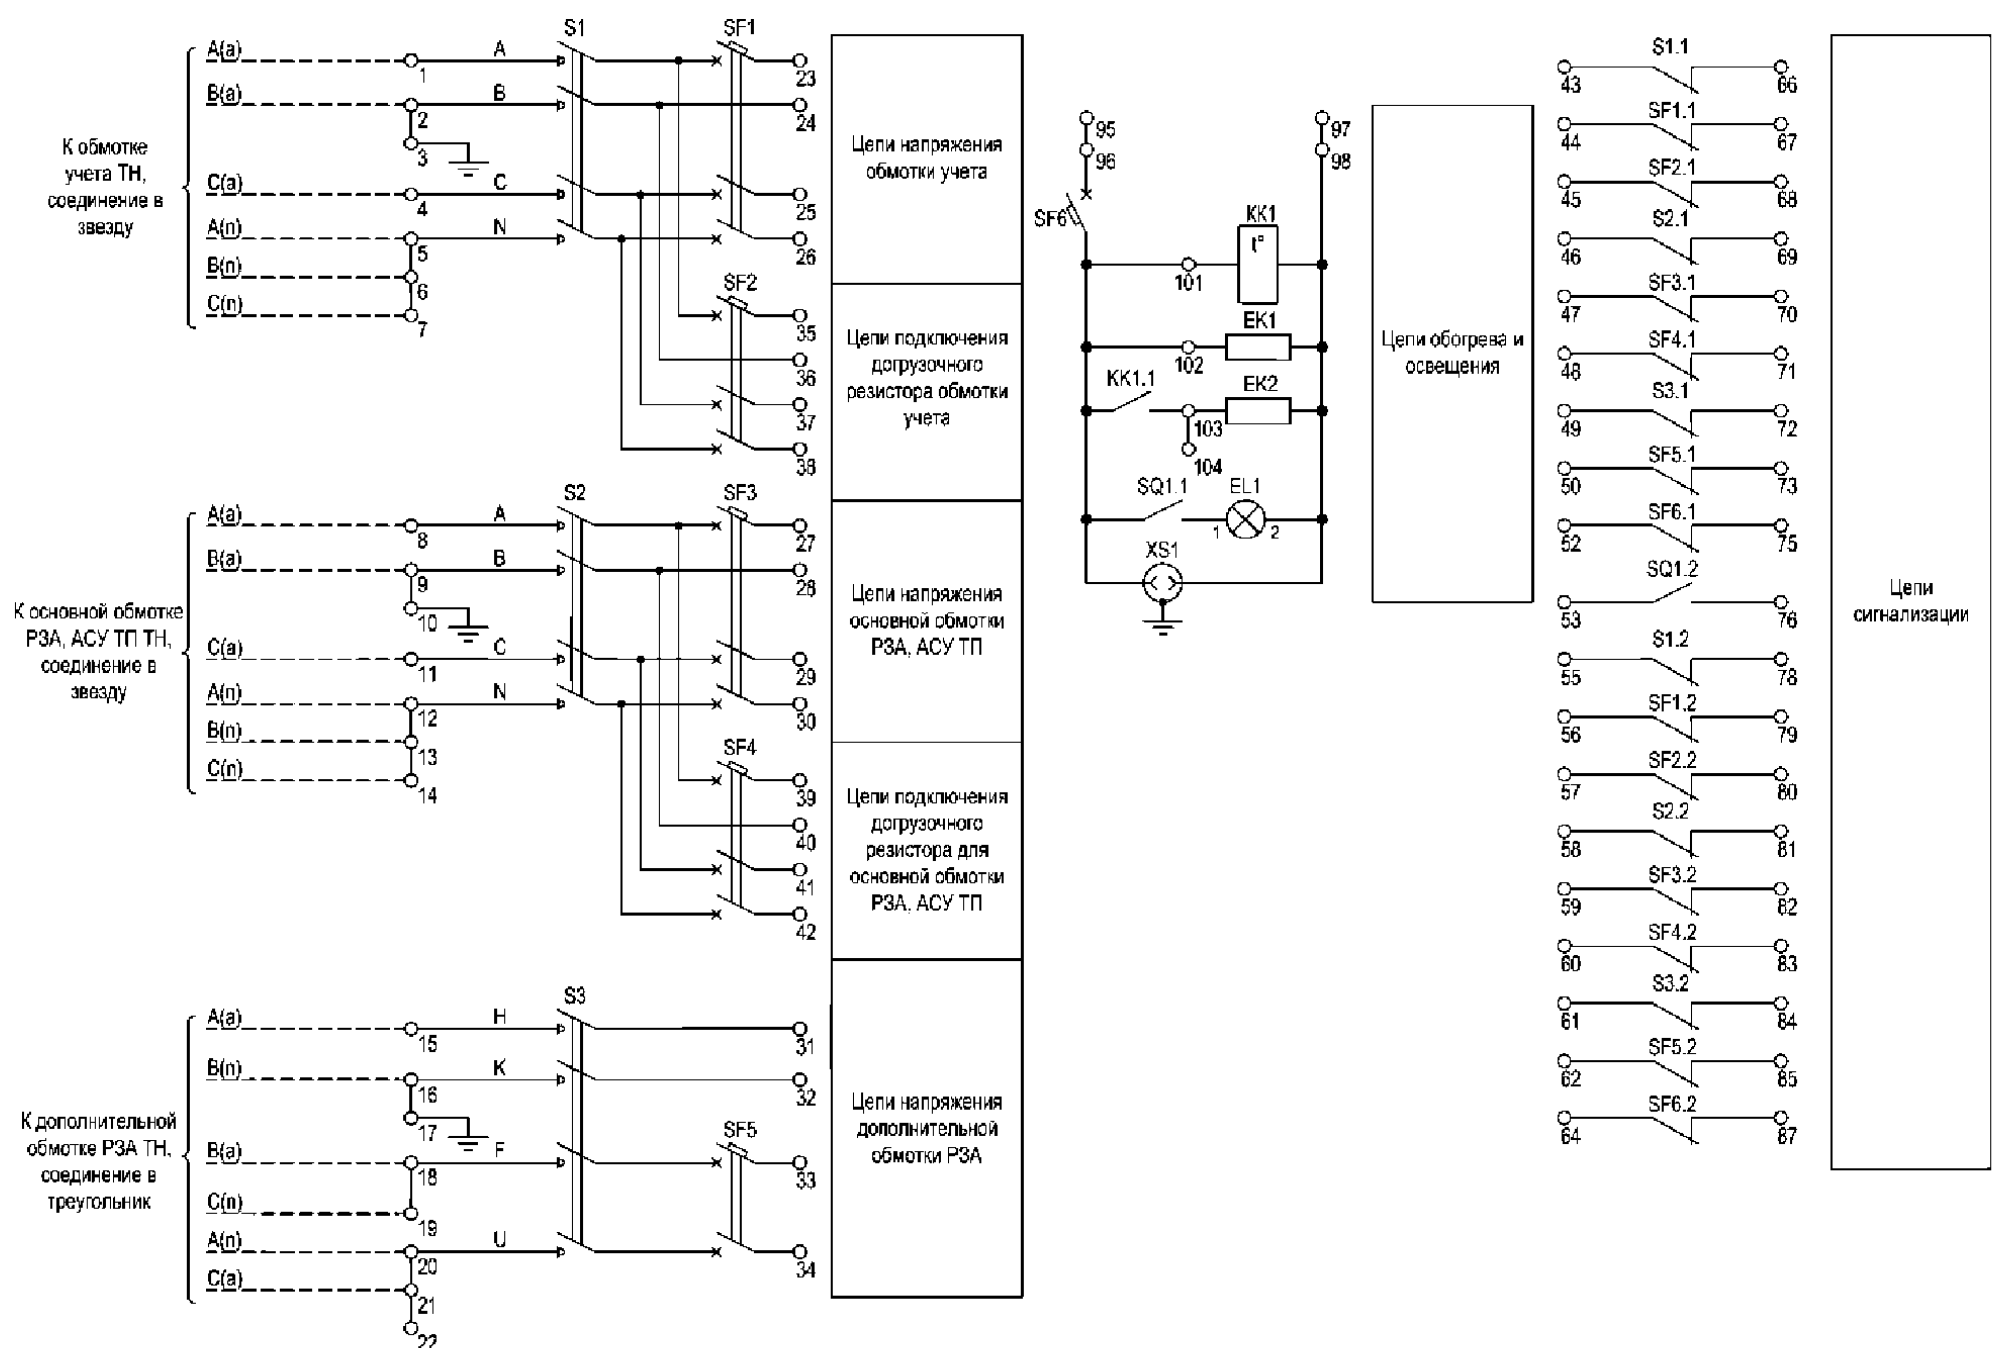 К обмотке
учета ТН,
соединение в
звезду
A(a)
B(a)
C(a)
A(n)
B(n)
C(n)
1
2
3
4
5
6
7
A
B
C
N
S1
SF1
23
24
25
26
SF2
35
36
37
38
Цепи напряжения
обмотки учета
Цепи подключения
догрузочного
резистора обмотки
учета
К основной обмотке
РЗА, АСУ ТП ТН,
соединение в
звезду
A(a)
B(a)
C(a)
A(n)
B(n)
C(n)
8
9
10
11
12
13
14
A
B
C
N
S2
SF3
27
28
29
30
SF4
39
40
41
42
Цепи напряжения
основной обмотки
РЗА, АСУ ТП
Цепи подключения
догрузочного
резистора для
основной обмотки
РЗА, АСУ ТП
К дополнительной
обмотке РЗА ТН,
соединение в
треугольник
A(a)
B(n)
B(a)
C(n)
A(n)
C(a)
15
16
17
18
19
20
21
22
H
K
F
U
S3
SF5
31
32
33
34
Цепи напряжения
дополнительной
обмотки РЗА
95
96
97
98
SF6
KK1
t°
101
EK1
102
KK1.1
EK2
103
104
SQ1.1
EL1
1
2
XS1
Цепи обогрева и
освещения
43 S1.1 66
44 SF1.1 67
45 SF2.1 68
46 S2.1 69
47 SF3.1 70
48 SF4.1 71
49 S3.1 72
50 SF5.1 73
52 SF6.1 75
53 SQ1.2 76
55 S1.2 78
56 SF1.2 79
57 SF2.2 80
58 S2.2 81
59 SF3.2 82
60 SF4.2 83
61 S3.2 84
62 SF5.2 85
64 SF6.2 87
Цепи
сигнализации